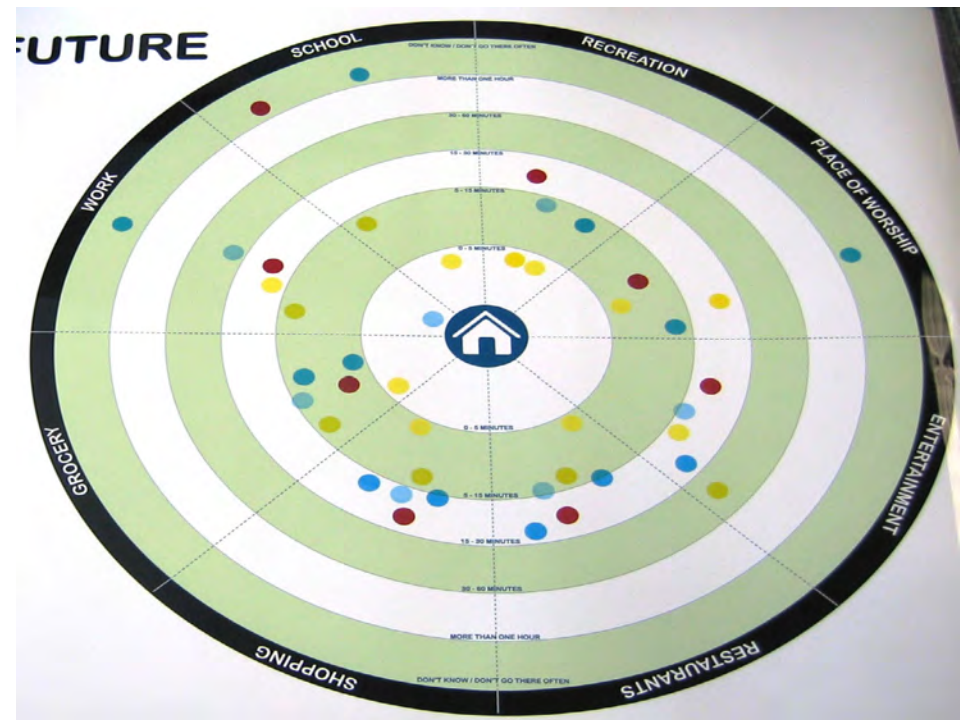 FUTURE
SCHOOL
RECREATION
PLACE OF WORSHIP
ENTERTAINMENT
RESTAURANTS
SHOPPING
GROCERY
WORK
DON'T KNOW / DON'T GO THERE OFTEN
MORE THAN ONE HOUR
30 - 60 MINUTES
15 - 30 MINUTES
5 - 15 MINUTES
0 - 5 MINUTES
0 - 5 MINUTES
5 - 15 MINUTES
15 - 30 MINUTES
30 - 60 MINUTES
MORE THAN ONE HOUR
DON'T KNOW / DON'T GO THERE OFTEN